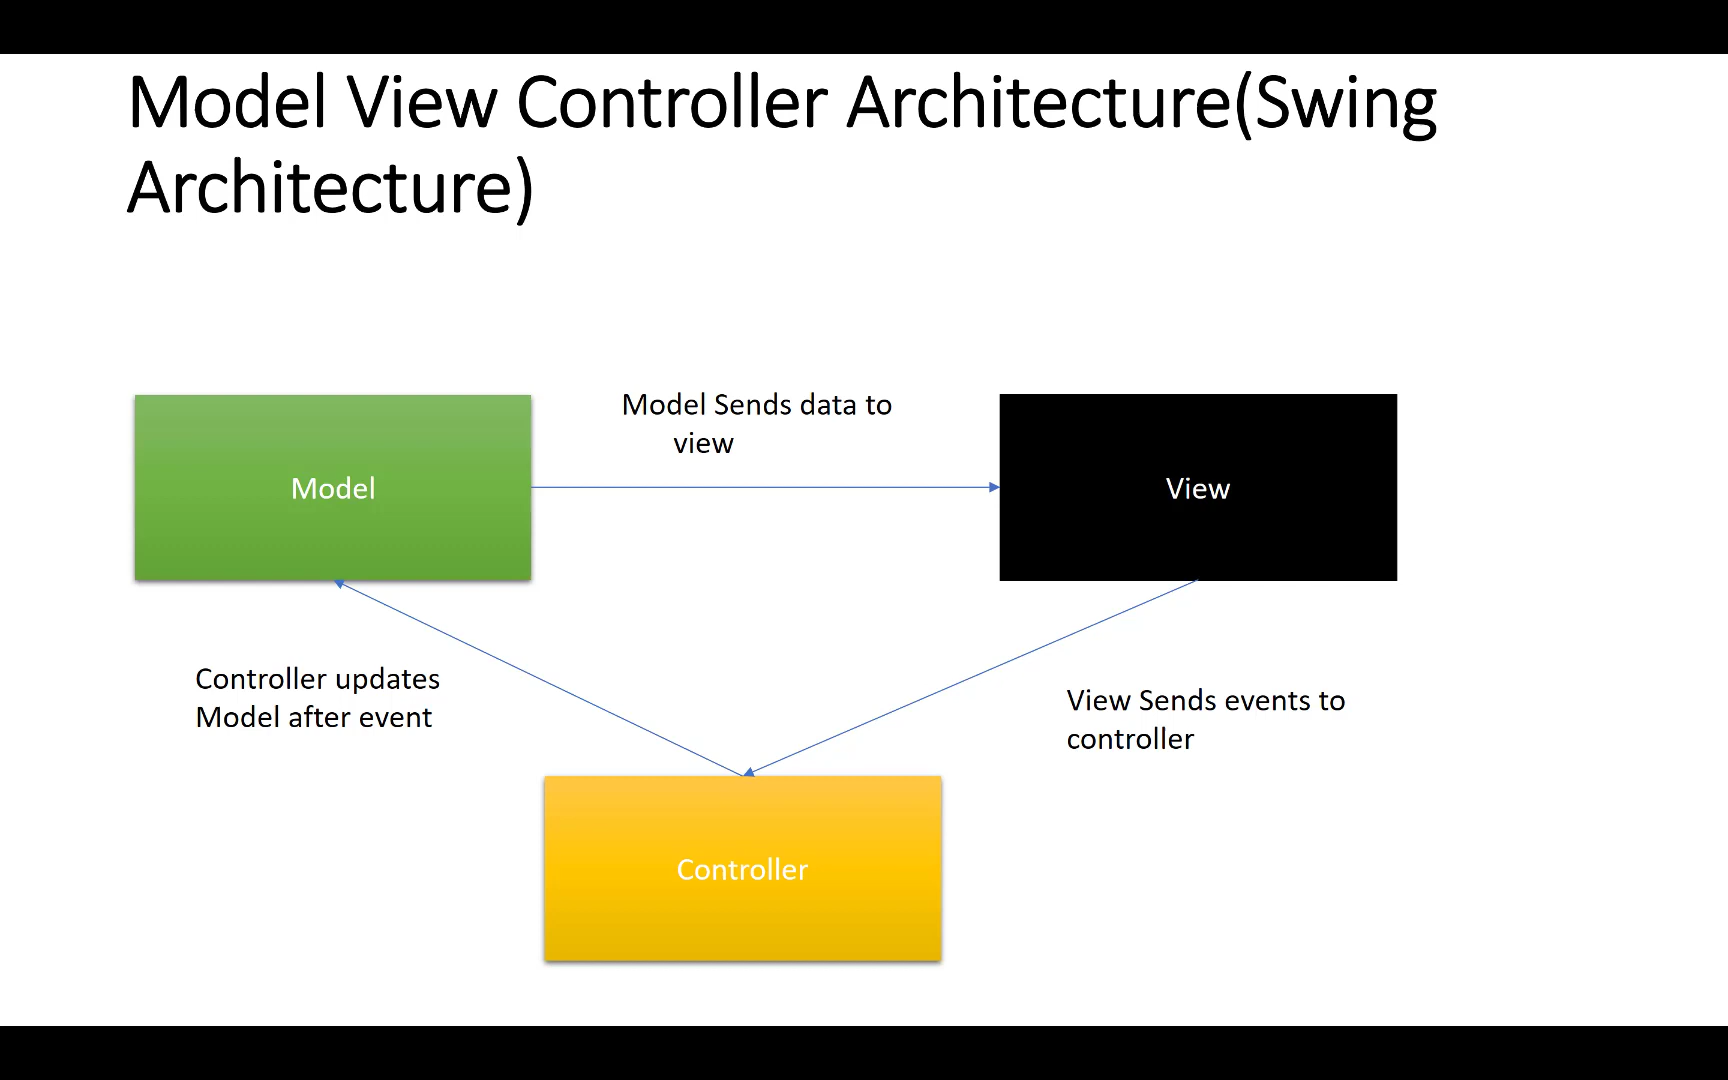 Model View Controller Architecture(Swing
Architecture)
Model Sends data to
view
Model
View
Controller updates
Model after event
View Sends events to
controller
Controller